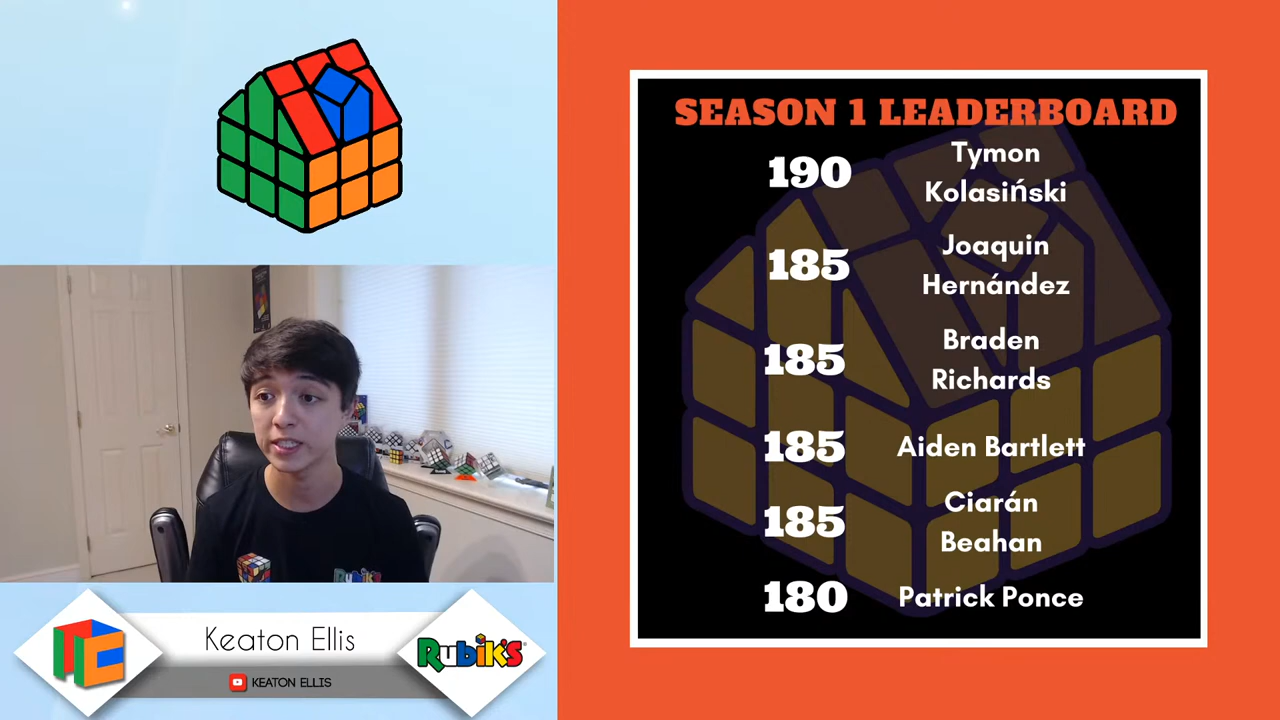 SEASON 1 LEADERBOARD
190 Tymon
Kolasiński
185 Joaquin
Hernández
185 Braden
Richards
185 Aiden Bartlett
185 Ciarán
Beahan
180 Patrick Ponce
RUBIK'S
Keaton Ellis
KEATON ELLIS
Rubik's